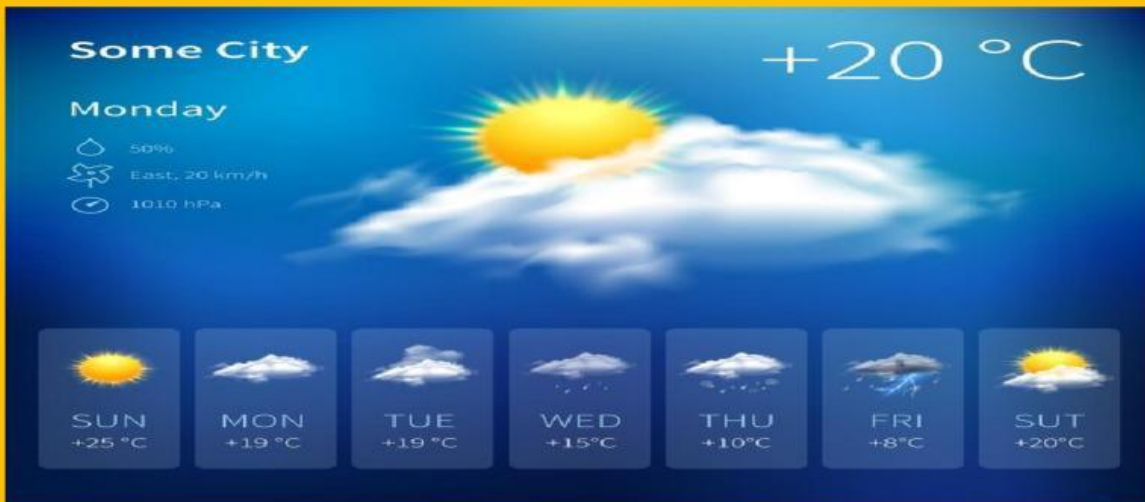 Some City
+20 °C
Monday
50%
East, 20 km/h
1010 hPa
SUN
+25 °C
MON
+19 °C
TUE
+19 °C
WED
+15°C
THU
+10°C
FRI
+8°C
SUT
+20°C